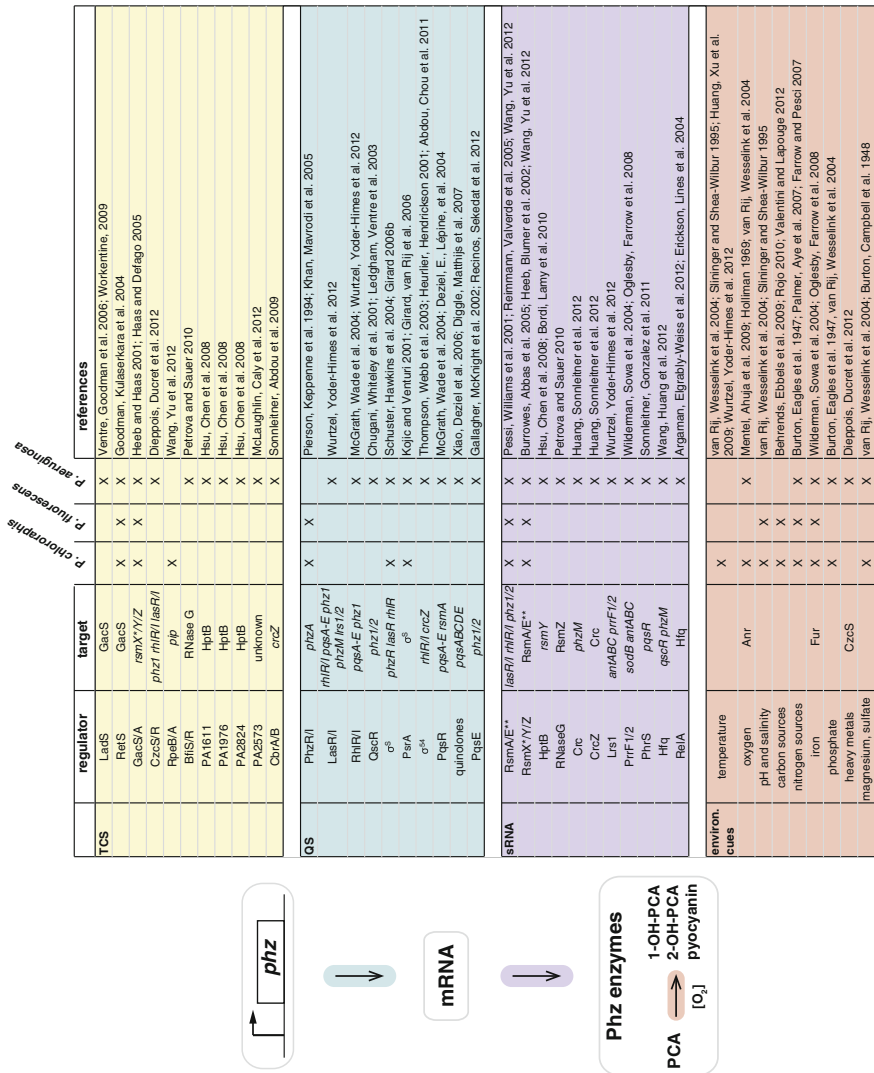 regulator target P. chloraphis P. fluorescens P. aeruginosa references
TCS
LadS GacS X Ventre, Goodman et al. 2006; Workentine, 2009
RetS GacS X X X Goodman, Kulaserkara et al. 2004
GacS/A rsmX*/Y/Z X X Heeb and Haas 2001; Haas and Defago 2005
CzcS/R phz1 rhlR/I lasR/I X Dieppois, Ducret et al. 2012
RpeB/A pip X Wang, Yu et al. 2012
BfiS/R RNase G X Petrova and Sauer 2010
PA1611 HptB X Hsu, Chen et al. 2008
PA1976 HptB X Hsu, Chen et al. 2008
PA2824 HptB X Hsu, Chen et al. 2008
PA2573 unknown X McLaughlin, Caly et al. 2012
CbrA/B crcZ X Sonnleitner, Abdou et al. 2009
QS
PhzR/I phzA X X Pierson, Keppenne et al. 1994; Khan, Mavrodi et al. 2005
LasR/I rhlR/I pqsA-E phz1
phzM lrs1/2 X Wurtzel, Yoder-Himes et al. 2012
RhlR/I pqsA-E phz1 X McGrath, Wade et al. 2004; Wurtzel, Yoder-Himes et al. 2012
QscR phz1/2 X Chugani, Whiteley et al. 2001; Ledgham, Ventre et al. 2003
σS phzR lasR rhlR X X Schuster, Hawkins et al. 2004; Girard 2006b
PsrA σS X X Kojic and Venturi 2001; Girard, van Rij et al. 2006
σ54 rhlR/I crcZ X Thompson, Webb et al. 2003; Heurlier, Hendrickson 2001; Abdou, Chou et al. 2011
PqsR pqsA-E rsmA X McGrath, Wade et al. 2004; Deziel, E., Lépine, et al. 2004
quinolones pqsABCDE X Xiao, Deziel et al. 2006; Diggle, Matthijs et al. 2007
PqsE phz1/2 X Gallagher, McKnight et al. 2002; Recinos, Sekedat et al. 2012
sRNA
RsmA/E** lasR/I rhlR/I phz1/2 X X X Pessi, Williams et al. 2001; Reimmann, Valverde et al. 2005; Wang, Yu et al. 2012
RsmX*/Y/Z RsmA/E** X X X Burrowes, Abbas et al. 2005; Heeb, Blumer et al. 2002; Wang, Yu et al. 2012
HptB rsmY X Hsu, Chen et al. 2008; Bordi, Lamy et al. 2010
RNaseG RsmZ X Petrova and Sauer 2010
Crc phzM X Huang, Sonnleitner et al. 2012
CrcZ Crc X Huang, Sonnleitner et al. 2012
Lrs1 antABC prrF1/2 X Wurtzel, Yoder-Himes et al. 2012
PrrF1/2 sodB antABC X Wilderman, Sowa et al. 2004; Oglesby, Farrow et al. 2008
PhrS pqsR X Sonnleitner, Gonzalez et al. 2011
Hfq qscR phzM X Wang, Huang et al. 2012
RelA Hfq X Argaman, Elgrably-Weiss et al. 2012; Erickson, Lines et al. 2004
environ.
cues
temperature X van Rij, Wesselink et al. 2004; Slininger and Shea-Wilbur 1995; Huang, Xu et al.
2009; Wurtzel, Yoder-Himes et al. 2012
oxygen Anr X X Mentel, Ahuja et al. 2009; Hollman 1969; van Rij, Wesselink et al. 2004
pH and salinity X X van Rij, Wesselink et al. 2004; Slininger and Shea-Wilbur 1995
carbon sources X X X Behrends, Ebbels et al. 2009; Rojo 2010; Valentini and Lapouge 2012
nitrogen sources X X X Burton, Eagles et al. 1947; Palmer, Aye et al. 2007; Farrow and Pesci 2007
iron Fur X X X Wilderman, Sowa et al. 2004; Oglesby, Farrow et al. 2008
phosphate X X Burton, Eagles et al. 1947, van Rij, Wesselink et al. 2004
heavy metals CzcS X Dieppois, Ducret et al. 2012
magnesium, sulfate X X van Rij, Wesselink et al. 2004; Burton, Campbell et al. 1948
phz
mRNA
Phz enzymes
PCA
[O2]
1-OH-PCA
2-OH-PCA
pyocyanin